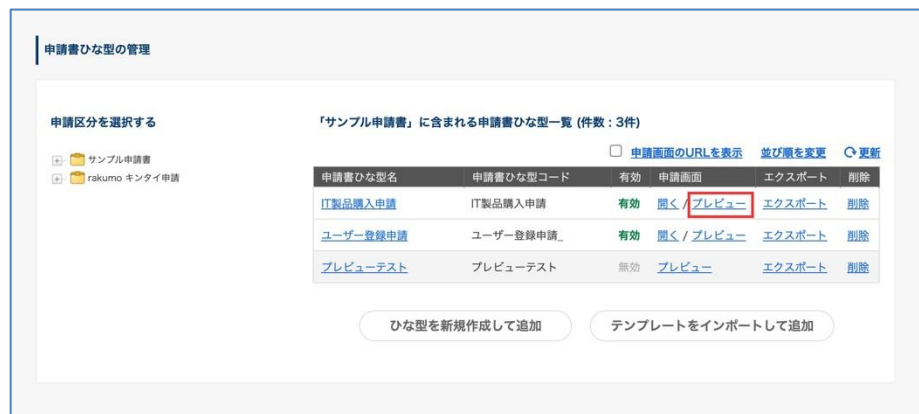 申請書ひな型の管理
申請区分を選択する
サンプル申請書
rakumo キンタイ申請
「サンプル申請書」に含まれる申請書ひな型一覧 (件数 : 3件)
申請画面のURLを表示 並び順を変更 更新
申請書ひな型名 申請書ひな型コード 有効 申請画面 エクスポート 削除
IT製品購入申請 IT製品購入申請 有効 開く / プレビュー エクスポート 削除
ユーザー登録申請 ユーザー登録申請_ 有効 開く / プレビュー エクスポート 削除
プレビューテスト プレビューテスト 無効 プレビュー エクスポート 削除
ひな型を新規作成して追加 テンプレートをインポートして追加